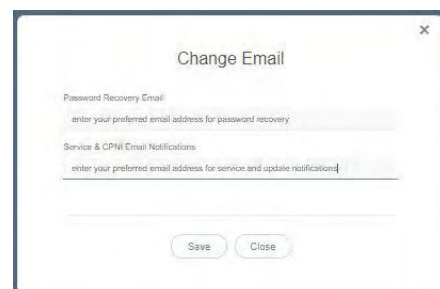 ×
Change Email
Password Recovery Email
enter your preferred email address for password recovery
Service & CPNI Email Notifications
enter your preferred email address for service and update notifications
Save Close